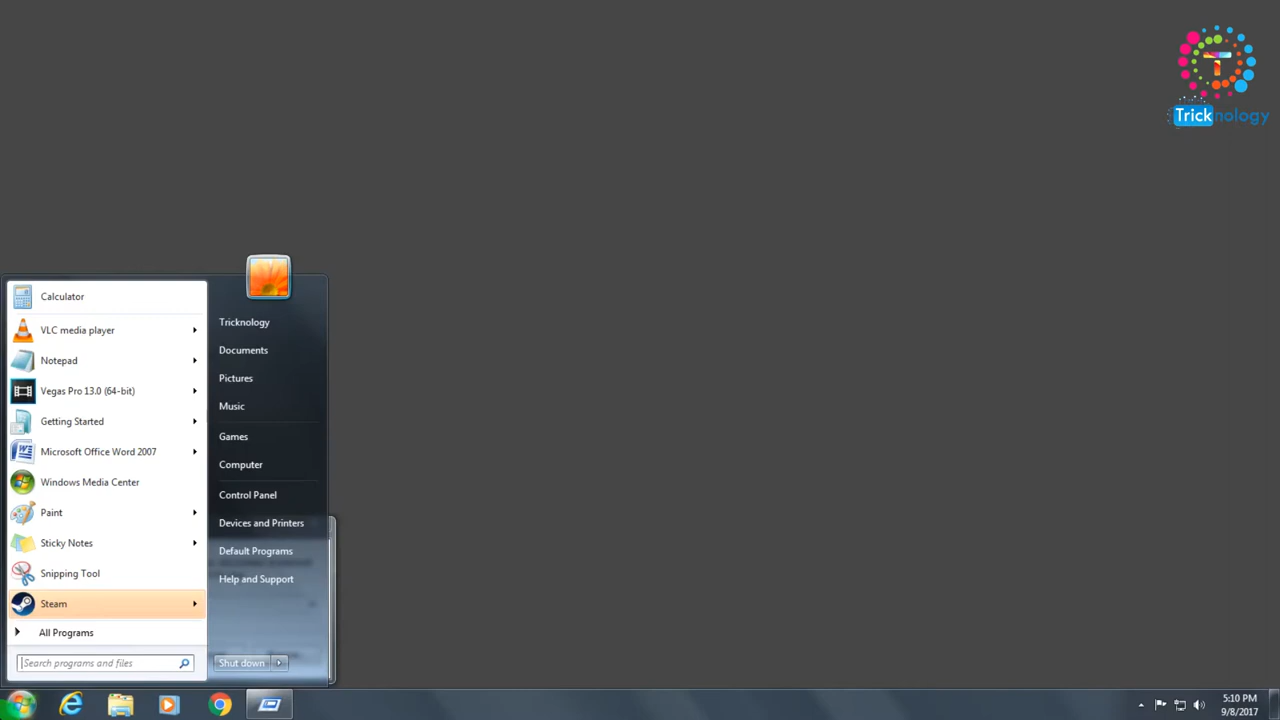 T
Tricknology
Calculator
VLC media player
Notepad
Vegas Pro 13.0 (64-bit)
Getting Started
Microsoft Office Word 2007
Windows Media Center
Paint
Sticky Notes
Snipping Tool
Steam
All Programs
Search programs and files
Tricknology
Documents
Pictures
Music
Games
Computer
Control Panel
Devices and Printers
Default Programs
Help and Support
Shut down
5:10 PM
9/8/2017